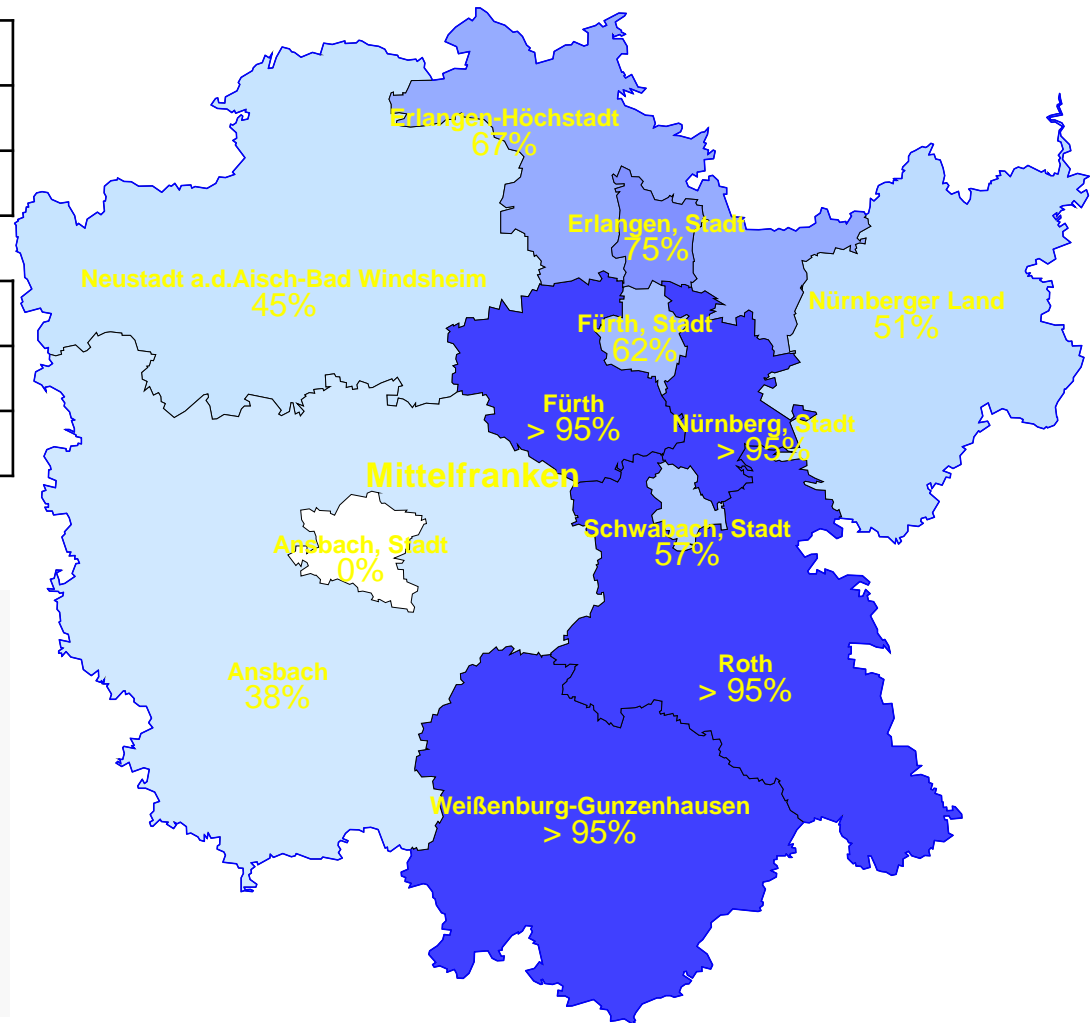 Erlangen-Höchstadt
67%
Erlangen, Stadt
75%
Neustadt a.d.Aisch-Bad Windsheim
45%
Nürnberger Land
51%
Fürth, Stadt
62%
Fürth
> 95%
Nürnberg, Stadt
> 95%
Mittelfranken
Schwabach, Stadt
57%
Ansbach, Stadt
0%
Roth
> 95%
Ansbach
38%
Weißenburg-Gunzenhausen
> 95%